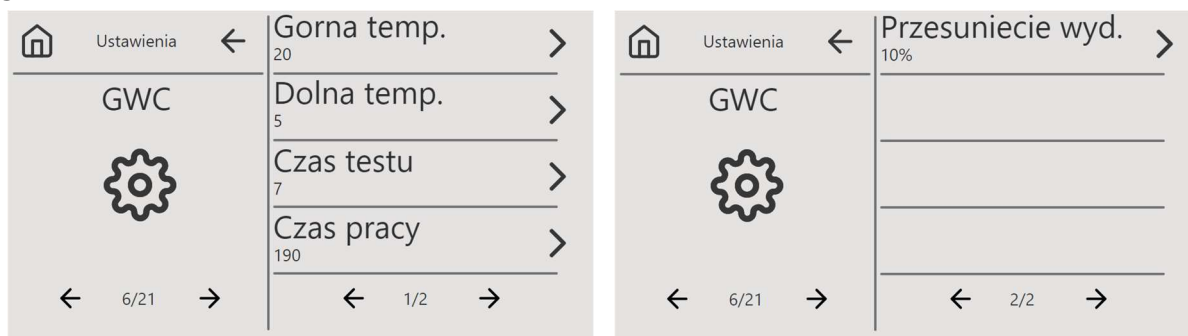 Ustawienia
GWC
6/21
Gorna temp.
20
Dolna temp.
5
Czas testu
7
Czas pracy
190
1/2
Ustawienia
GWC
6/21
Przesuniecie wyd.
10%
2/2